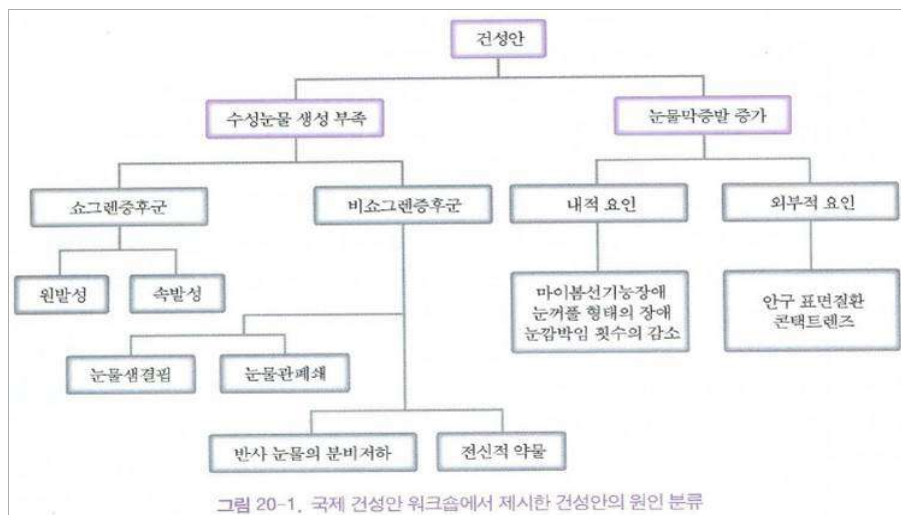 건성안
수성눈물 생성 부족
눈물막증발 증가
쇼그렌증후군
비쇼그렌증후군
내적 요인
외부적 요인
원발성
속발성
마이봄선기능장애
눈꺼풀 형태의 장애
눈깜박임 횟수의 감소
안구 표면질환
콘택트렌즈
눈물샘결핍
눈물관폐쇄
반사 눈물의 분비저하
전신적 약물
그림 20-1. 국제 건성안 워크숍에서 제시한 건성안의 원인 분류